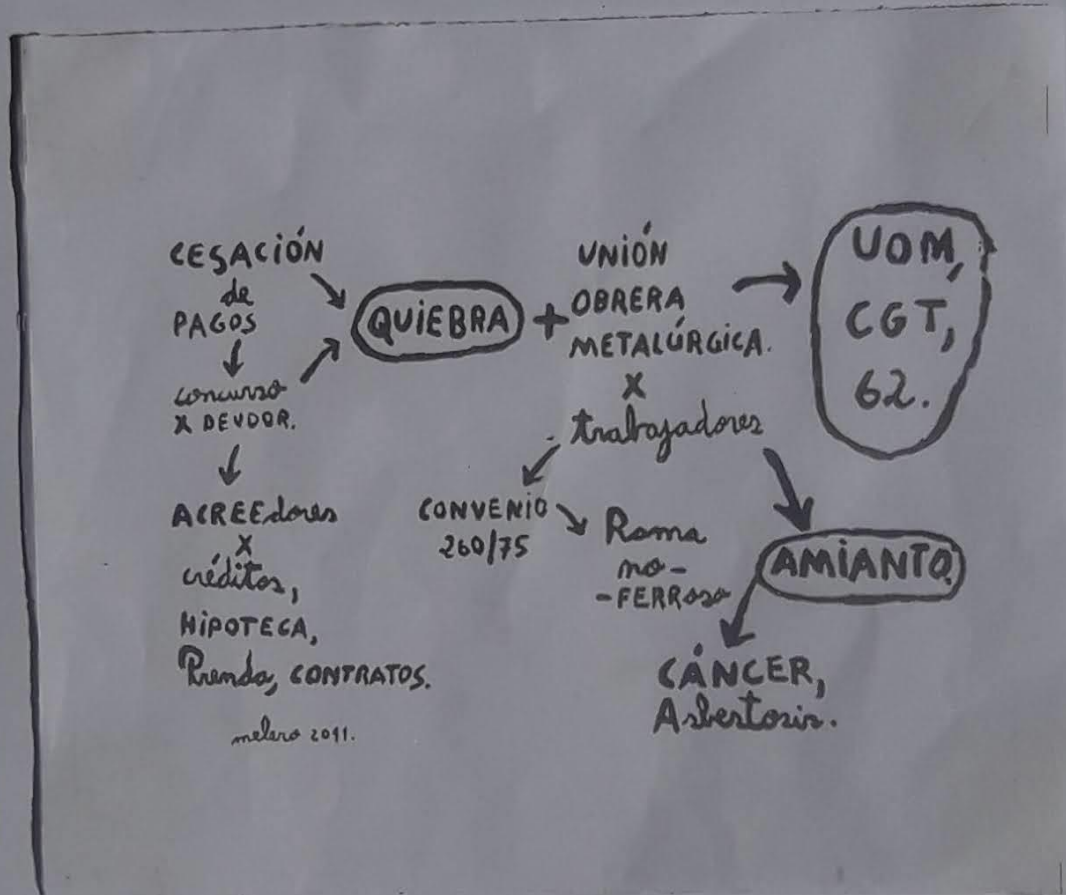 CESACIÓN
de
PAGOS
concurso
X DEUDOR.
ACREEdores
X
créditos,
HIPOTECA,
Prenda, CONTRATOS.
melero 2011.
QUIEBRA
+
UNIÓN
OBRERA
METALÚRGICA.
X
trabajadores
CONVENIO
260/75
Rama
no-
-FERROso
UOM,
CGT,
62.
AMIANTO.
CÁNCER,
Asbestosis.